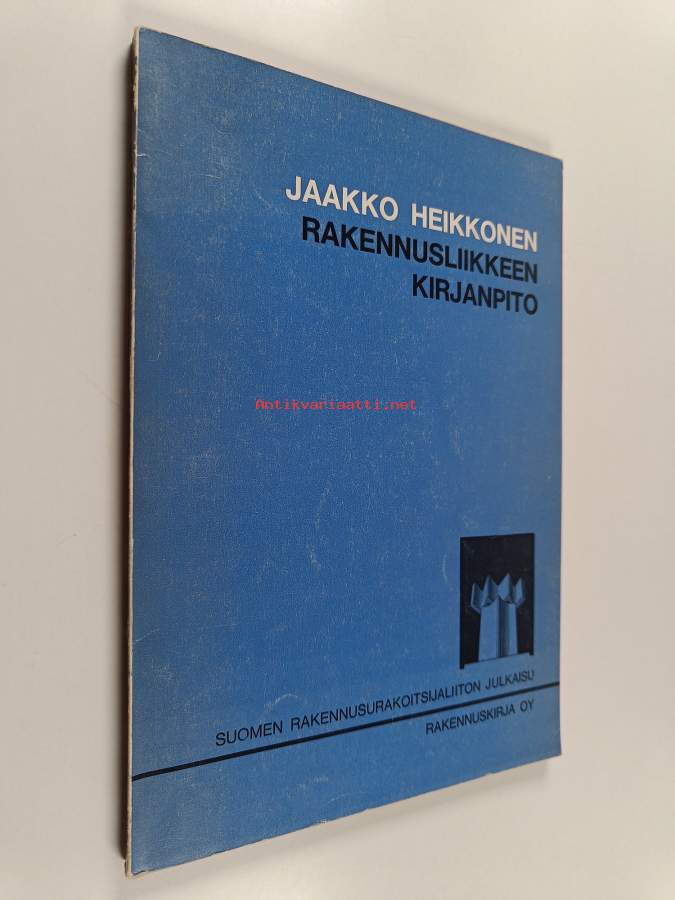 JAAKKO HEIKKONEN
RAKENNUSLIIKKEEN
KIRJANPITO
Antikvariaatti.net
SUOMEN RAKENNUSURAKOITSIJALIITON JULKAISU
RAKENNUSKIRJA OY